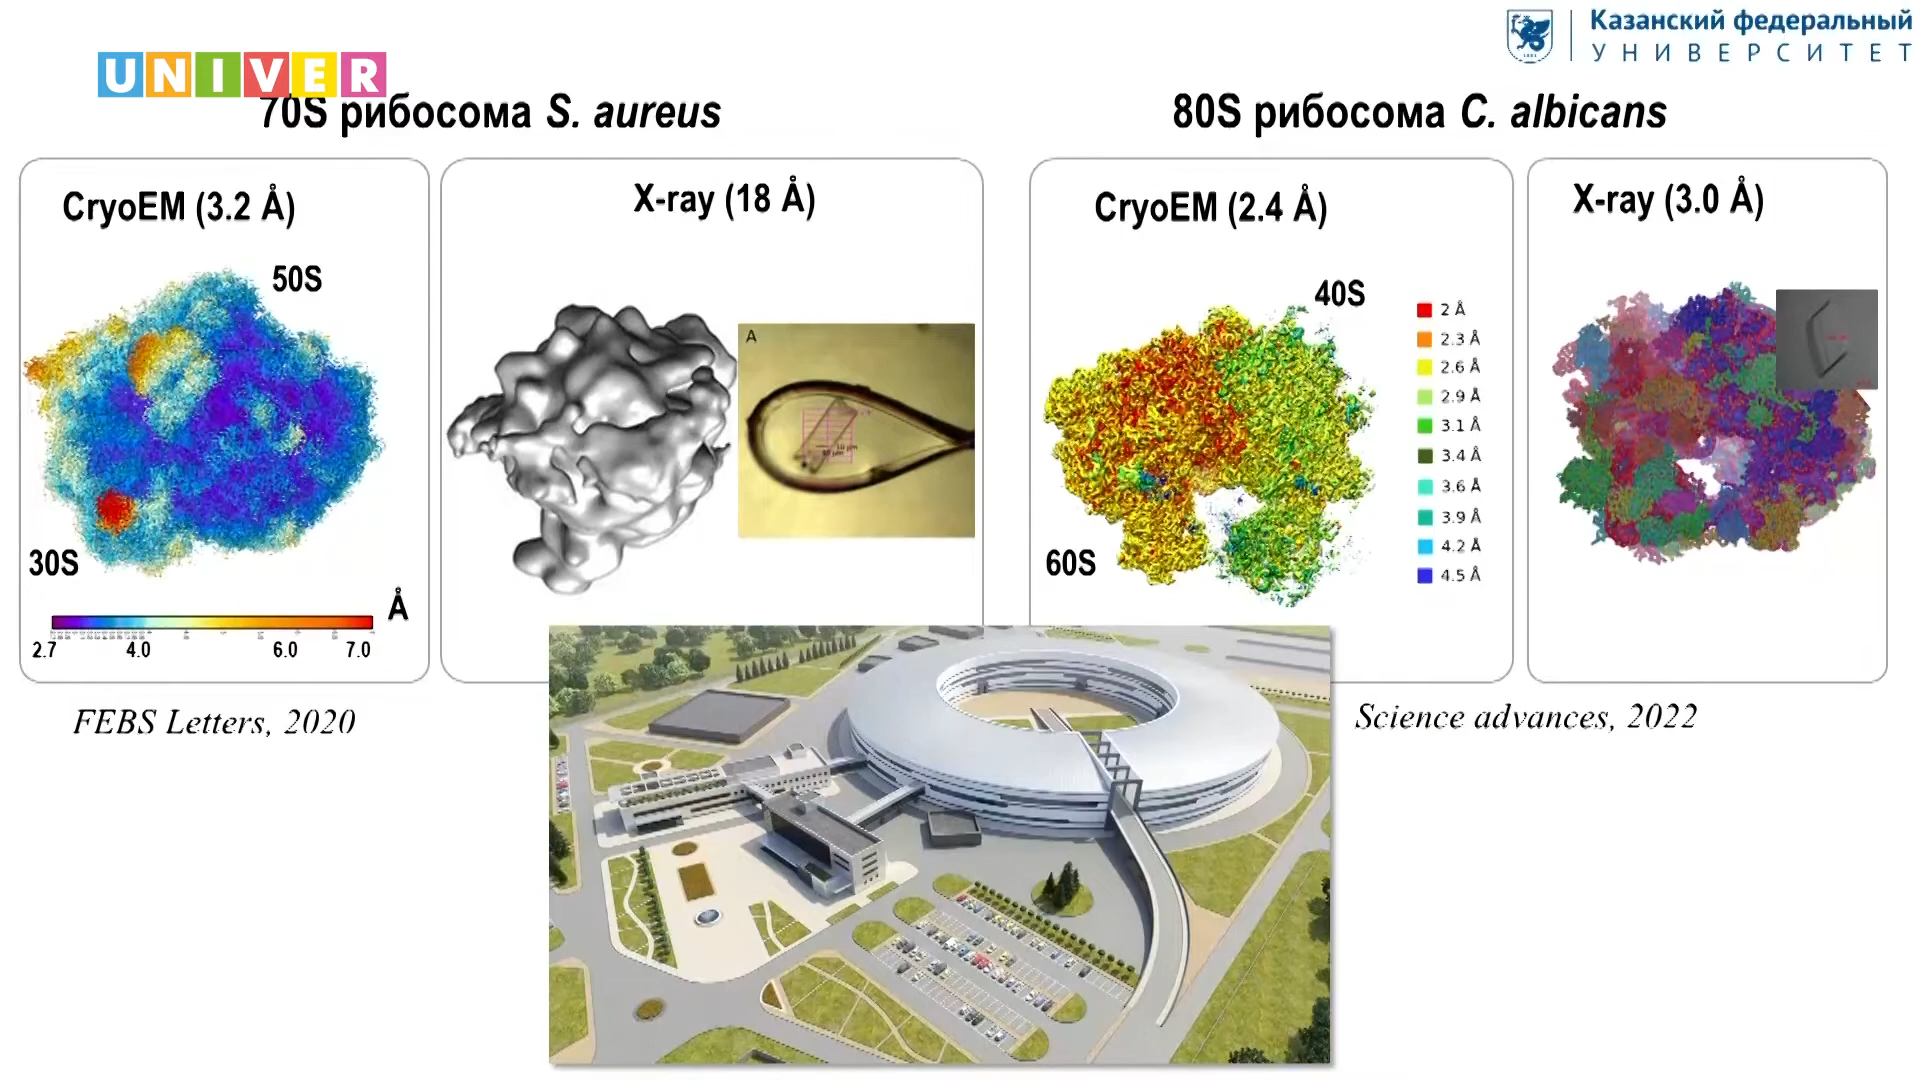 UNIVER
Казанский федеральный
УНИВЕРСИТЕТ
70S рибосома S. aureus
80S рибосома C. albicans
CryoEM (3.2 Å)
50S
30S
Å
2.7 4.0 6.0 7.0
X-ray (18 Å)
A
10 µm
CryoEM (2.4 Å)
40S
60S
2 Å
2.3 Å
2.6 Å
2.9 Å
3.1 Å
3.4 Å
3.6 Å
3.9 Å
4.2 Å
4.5 Å
X-ray (3.0 Å)
FEBS Letters, 2020
Science advances, 2022